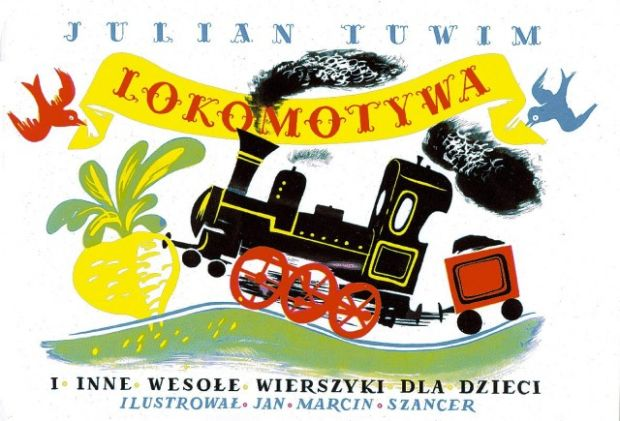 JULIAN TUWIM
LOKOMOTYWA
I • INNE • WESOŁE • WIERSZYKI • DLA • DZIECI
ILUSTROWAŁ • JAN • MARCIN • SZANCER